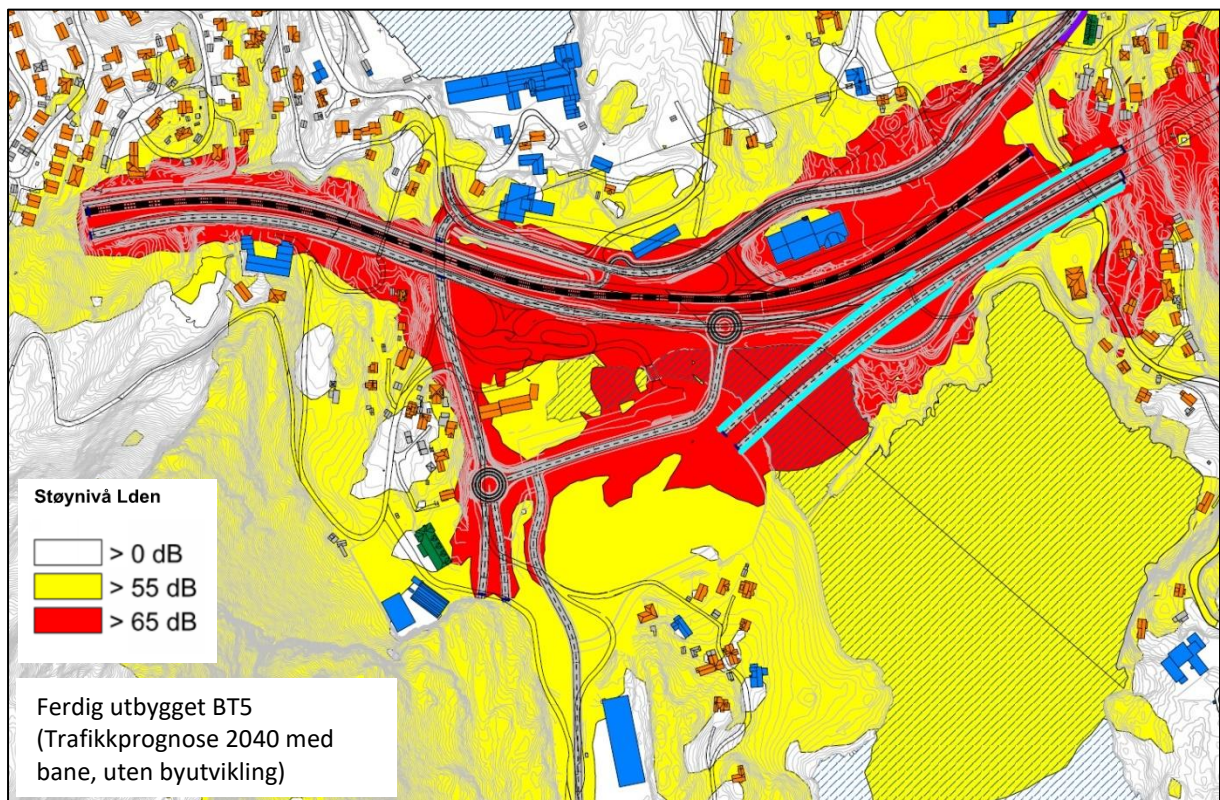 Støynivå Lden
> 0 dB
> 55 dB
> 65 dB
Ferdig utbygget BT5
(Trafikkprognose 2040 med
bane, uten byutvikling)